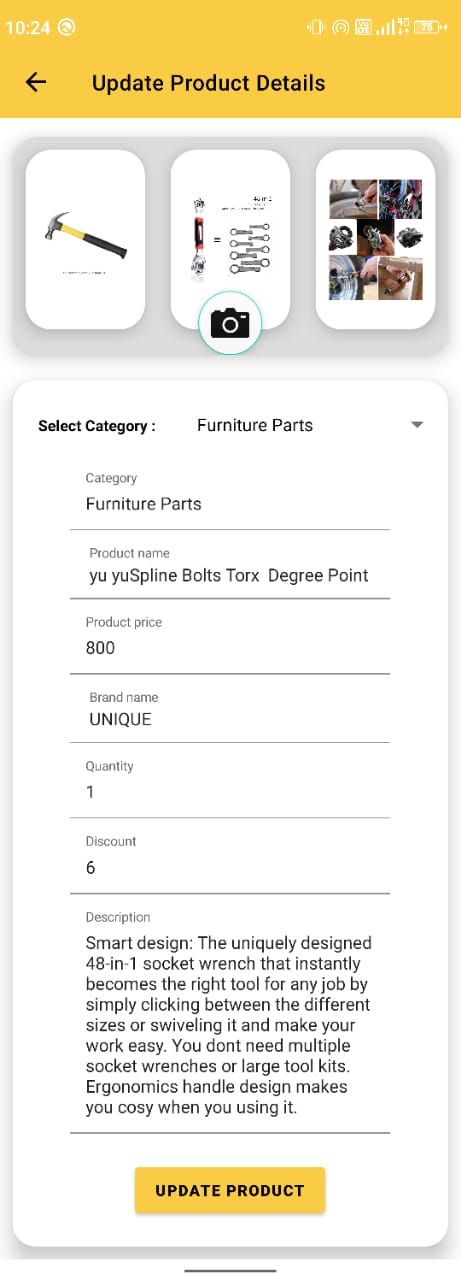 10:24
Vo
LTE
4G
75
Update Product Details
=
Select Category :
Furniture Parts
Category
Furniture Parts
Product name
yu yuSpline Bolts Torx  Degree Point
Product price
800
Brand name
UNIQUE
Quantity
1
Discount
6
Description
Smart design: The uniquely designed
48-in-1 socket wrench that instantly
becomes the right tool for any job by
simply clicking between the different
sizes or swiveling it and make your
work easy. You dont need multiple
socket wrenches or large tool kits.
Ergonomics handle design makes
you cosy when you using it.
UPDATE PRODUCT